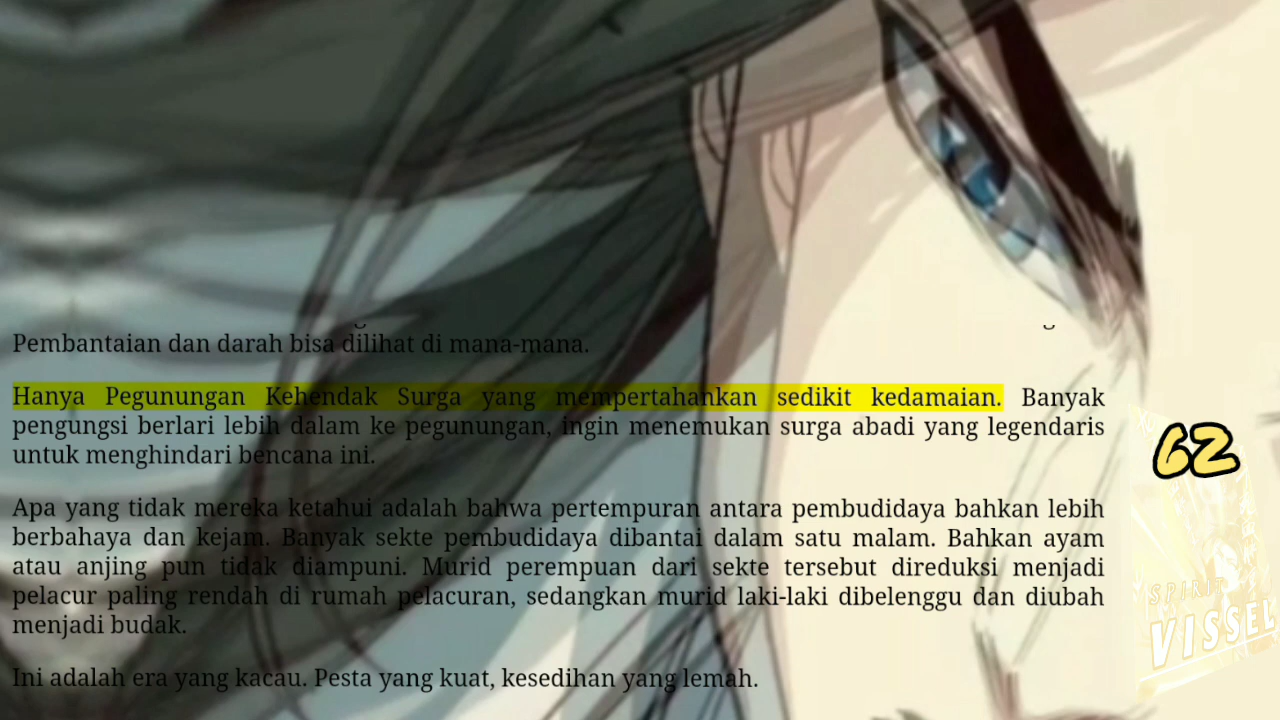 Pembantaian dan darah bisa dilihat di mana-mana.
Hanya Pegunungan Kehendak Surga yang mempertahankan sedikit kedamaian. Banyak
pengungsi berlari lebih dalam ke pegunungan, ingin menemukan surga abadi yang legendaris
untuk menghindari bencana ini.
Apa yang tidak mereka ketahui adalah bahwa pertempuran antara pembudidaya bahkan lebih
berbahaya dan kejam. Banyak sekte pembudidaya dibantai dalam satu malam. Bahkan ayam
atau anjing pun tidak diampuni. Murid perempuan dari sekte tersebut direduksi menjadi
pelacur paling rendah di rumah pelacuran, sedangkan murid laki-laki dibelenggu dan diubah
menjadi budak.
Ini adalah era yang kacau. Pesta yang kuat, kesedihan yang lemah.
62
SPIRIT
VISSEL